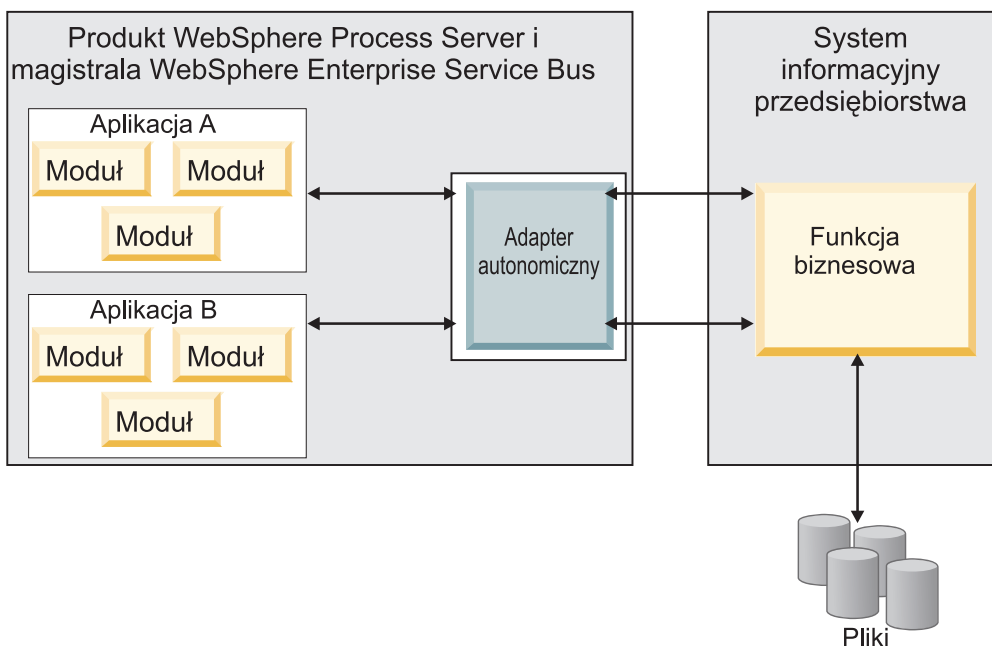 Produkt WebSphere Process Server i
magistrala WebSphere Enterprise Service Bus
Aplikacja A
Moduł
Moduł
Moduł
Aplikacja B
Moduł
Moduł
Moduł
Adapter
autonomiczny
System
informacyjny
przedsiębiorstwa
Funkcja
biznesowa
Pliki